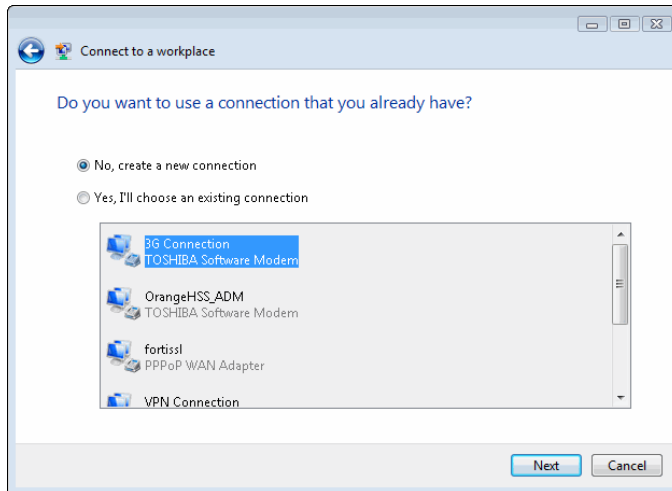 Connect to a workplace
Do you want to use a connection that you already have?
No, create a new connection
Yes, I'll choose an existing connection
3G Connection
TOSHIBA Software Modem
OrangeHSS_ADM
TOSHIBA Software Modem
fortissl
PPPoP WAN Adapter
VPN Connection
Next Cancel